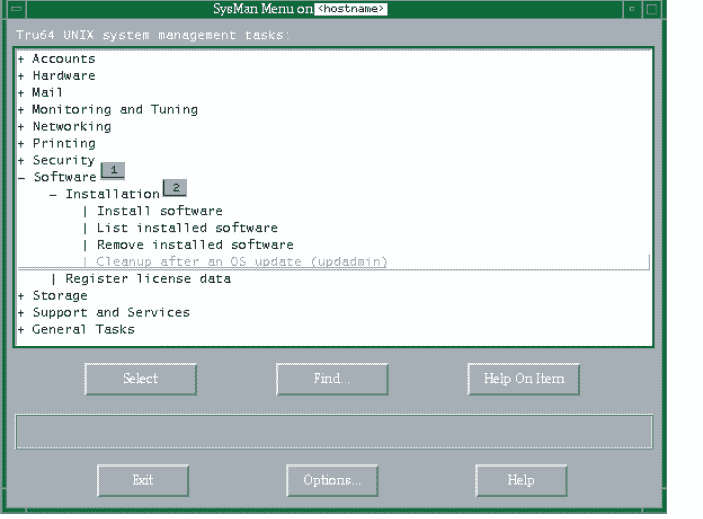 SysMan Menu on <hostname>
Tru64 UNIX system management tasks:
+ Accounts
+ Hardware
+ Mail
+ Monitoring and Tuning
+ Networking
+ Printing
+ Security
– Software 1
– Installation 2
| Install software
| List installed software
| Remove installed software
| Cleanup after an OS update (updadmin)
| Register license data
+ Storage
+ Support and Services
+ General Tasks
Select Find... Help On Item
Exit Options... Help